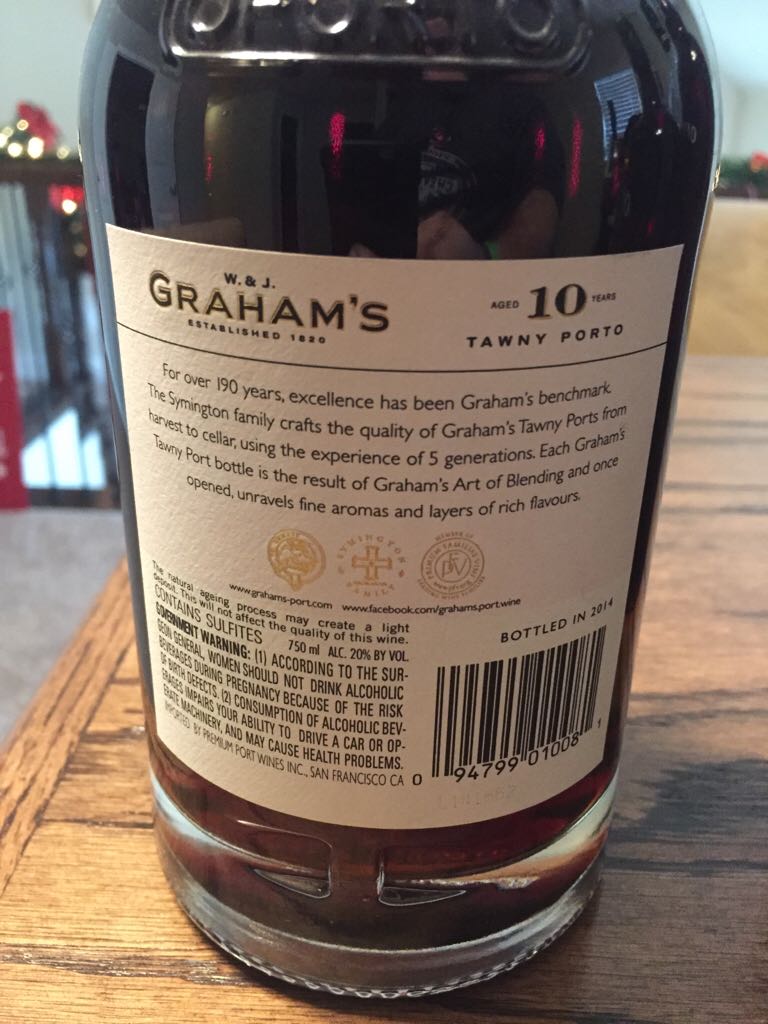 W. & J.
GRAHAM'S
ESTABLISHED 1820
AGED 10 YEARS
TAWNY PORTO
For over 190 years, excellence has been Graham's benchmark.
The Symington family crafts the quality of Graham's Tawny Ports from
harvest to cellar, using the experience of 5 generations. Each Graham's
Tawny Port bottle is the result of Graham's Art of Blending and once
opened, unravels fine aromas and layers of rich flavours.
SYMINGTON
FAMILY
www.grahams-port.com www.facebook.com/grahams.port.wine
The natural ageing process may create a light
deposit. This will not affect the quality of this wine.
CONTAINS SULFITES 750 ml ALC. 20% BY VOL.
GOVERNMENT WARNING: (1) ACCORDING TO THE SUR-
GEON GENERAL, WOMEN SHOULD NOT DRINK ALCOHOLIC
BEVERAGES DURING PREGNANCY BECAUSE OF THE RISK
OF BIRTH DEFECTS. (2) CONSUMPTION OF ALCOHOLIC BEV-
ERAGES IMPAIRS YOUR ABILITY TO DRIVE A CAR OR OP-
ERATE MACHINERY, AND MAY CAUSE HEALTH PROBLEMS.
IMPORTED BY PREMIUM PORT WINES INC., SAN FRANCISCO CA
BOTTLED IN 2014
0 94799 01008 1